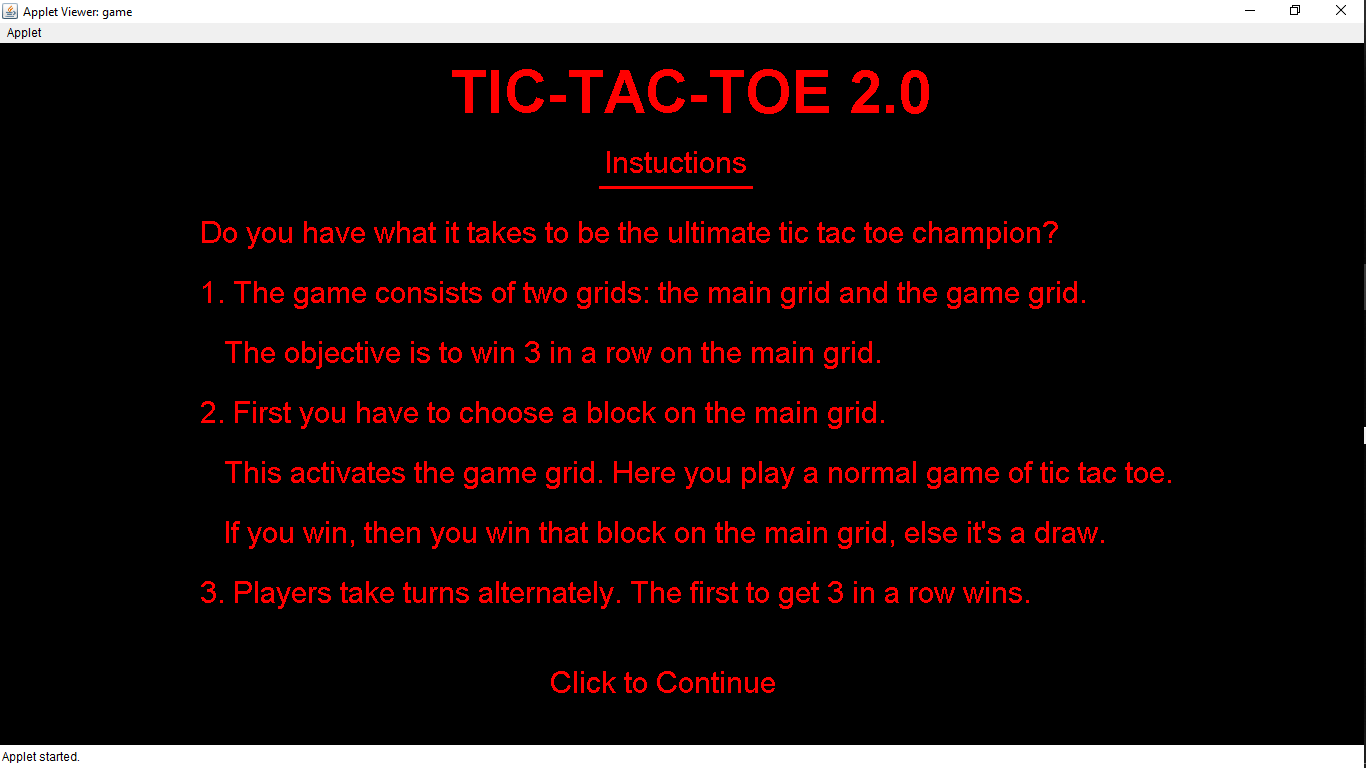 Applet Viewer: game
Applet
TIC-TAC-TOE 2.0
Instuctions
Do you have what it takes to be the ultimate tic tac toe champion?
1. The game consists of two grids: the main grid and the game grid.
The objective is to win 3 in a row on the main grid.
2. First you have to choose a block on the main grid.
This activates the game grid. Here you play a normal game of tic tac toe.
If you win, then you win that block on the main grid, else it's a draw.
3. Players take turns alternately. The first to get 3 in a row wins.
Click to Continue
Applet started.